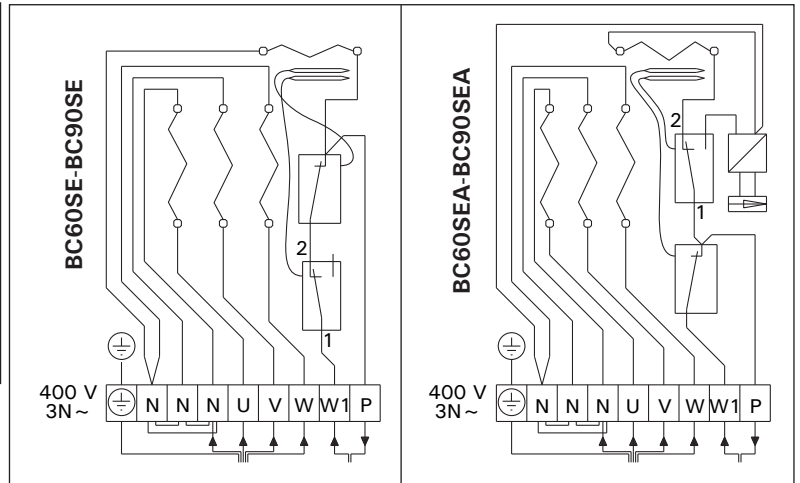 BC60SE-BC90SE
2
1
400 V
3N~
N N N U V W W1 P
BC60SEA-BC90SEA
2
1
400 V
3N~
N N N U V W W1 P